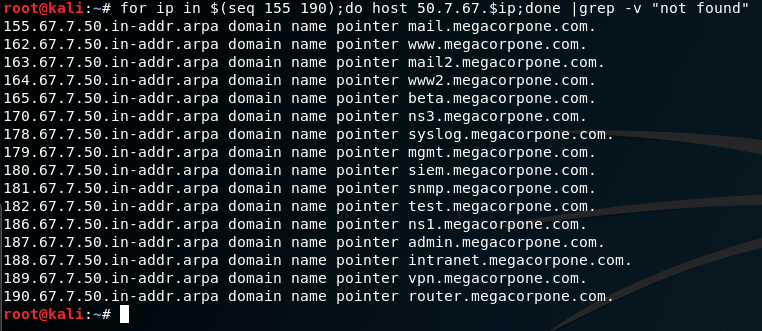 root@kali:~# for ip in $(seq 155 190);do host 50.7.67.$ip;done |grep -v "not found"
155.67.7.50.in-addr.arpa domain name pointer mail.megacorpone.com.
162.67.7.50.in-addr.arpa domain name pointer www.megacorpone.com.
163.67.7.50.in-addr.arpa domain name pointer mail2.megacorpone.com.
164.67.7.50.in-addr.arpa domain name pointer www2.megacorpone.com.
165.67.7.50.in-addr.arpa domain name pointer beta.megacorpone.com.
170.67.7.50.in-addr.arpa domain name pointer ns3.megacorpone.com.
178.67.7.50.in-addr.arpa domain name pointer syslog.megacorpone.com.
179.67.7.50.in-addr.arpa domain name pointer mgmt.megacorpone.com.
180.67.7.50.in-addr.arpa domain name pointer siem.megacorpone.com.
181.67.7.50.in-addr.arpa domain name pointer snmp.megacorpone.com.
182.67.7.50.in-addr.arpa domain name pointer test.megacorpone.com.
186.67.7.50.in-addr.arpa domain name pointer ns1.megacorpone.com.
187.67.7.50.in-addr.arpa domain name pointer admin.megacorpone.com.
188.67.7.50.in-addr.arpa domain name pointer intranet.megacorpone.com.
189.67.7.50.in-addr.arpa domain name pointer vpn.megacorpone.com.
190.67.7.50.in-addr.arpa domain name pointer router.megacorpone.com.
root@kali:~#